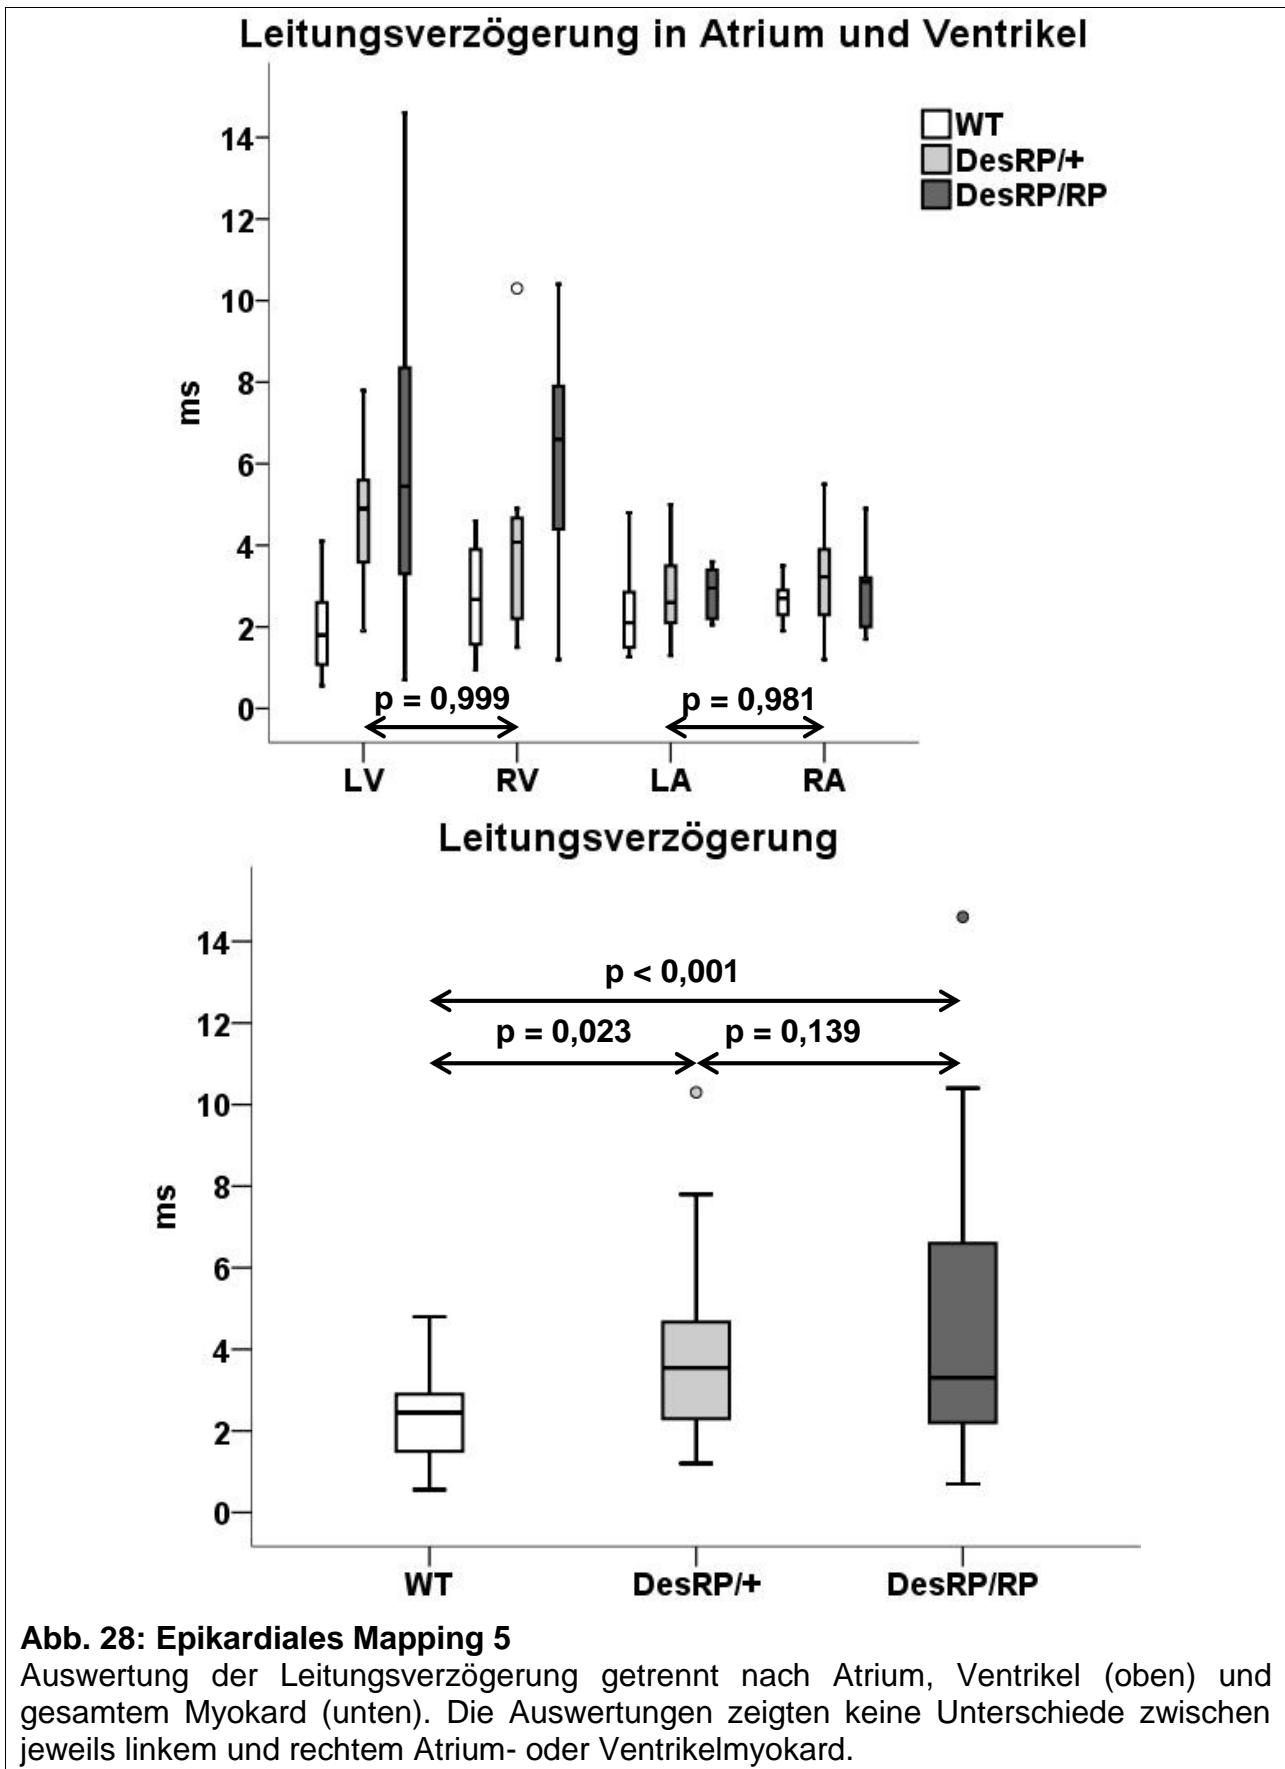 Leitungsverzögerung in Atrium und Ventrikel
WT
DesRP/+
DesRP/RP
14
12
10
8
6
4
2
0
ms
p = 0,999
p = 0,981
LV RV LA RA
Leitungsverzögerung
14
12
10
8
6
4
2
0
ms
p < 0,001
p = 0,023
p = 0,139
WT DesRP/+ DesRP/RP
Abb. 28: Epikardiales Mapping 5
Auswertung der Leitungsverzögerung getrennt nach Atrium, Ventrikel (oben) und
gesamtem Myokard (unten). Die Auswertungen zeigten keine Unterschiede zwischen
jeweils linkem und rechtem Atrium- oder Ventrikelmyokard.